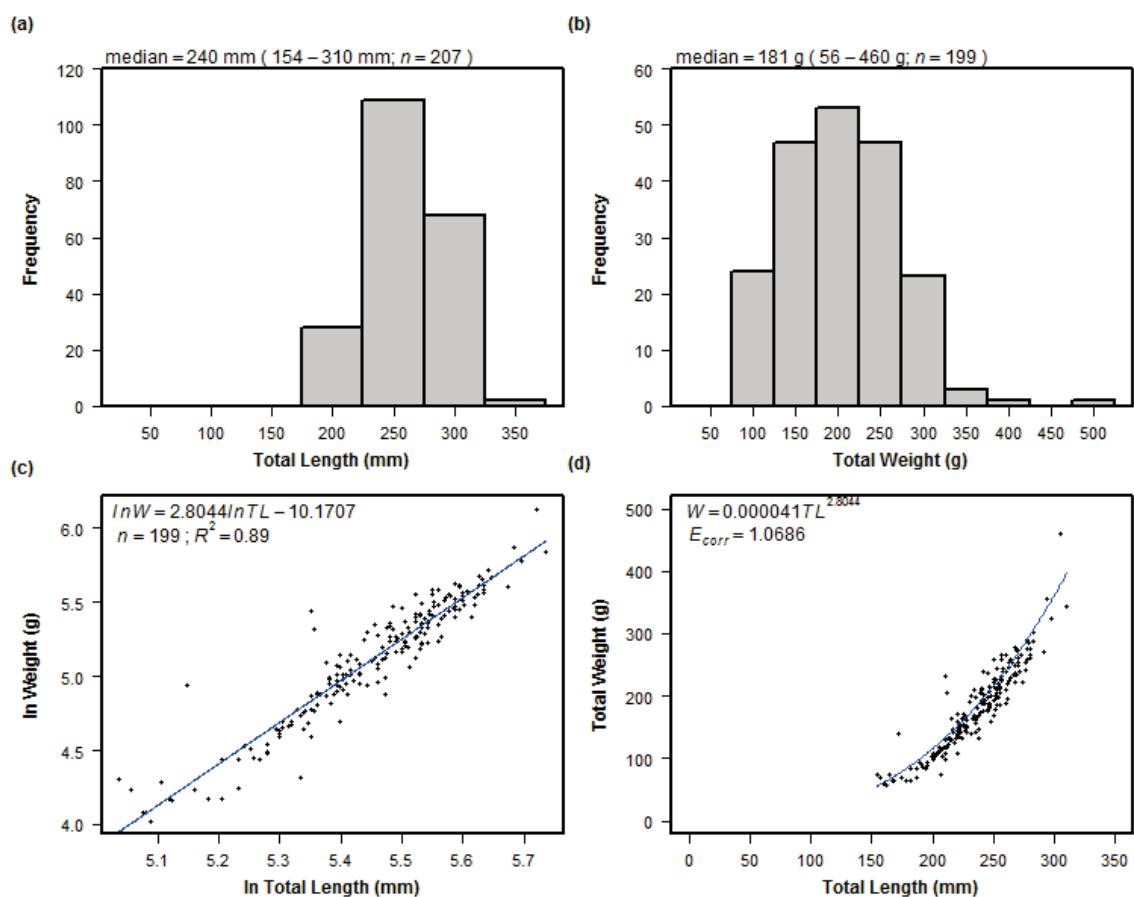 (a)
median = 240 mm ( 154 – 310 mm; n = 207 )
120
100
80
60
40
20
0
Frequency
50 100 150 200 250 300 350
Total Length (mm)
(b)
median = 181 g ( 56 – 460 g; n = 199 )
60
50
40
30
20
10
0
Frequency
50 100 150 200 250 300 350 400 450 500
Total Weight (g)
(c)
lnW = 2.8044lnTL – 10.1707
n = 199 ; R² = 0.89
6.0
5.5
5.0
4.5
4.0
ln Weight (g)
5.1 5.2 5.3 5.4 5.5 5.6 5.7
ln Total Length (mm)
(d)
W = 0.000041TL^2.8044
E_corr = 1.0686
500
400
300
200
100
0
Total Weight (g)
0 50 100 150 200 250 300 350
Total Length (mm)